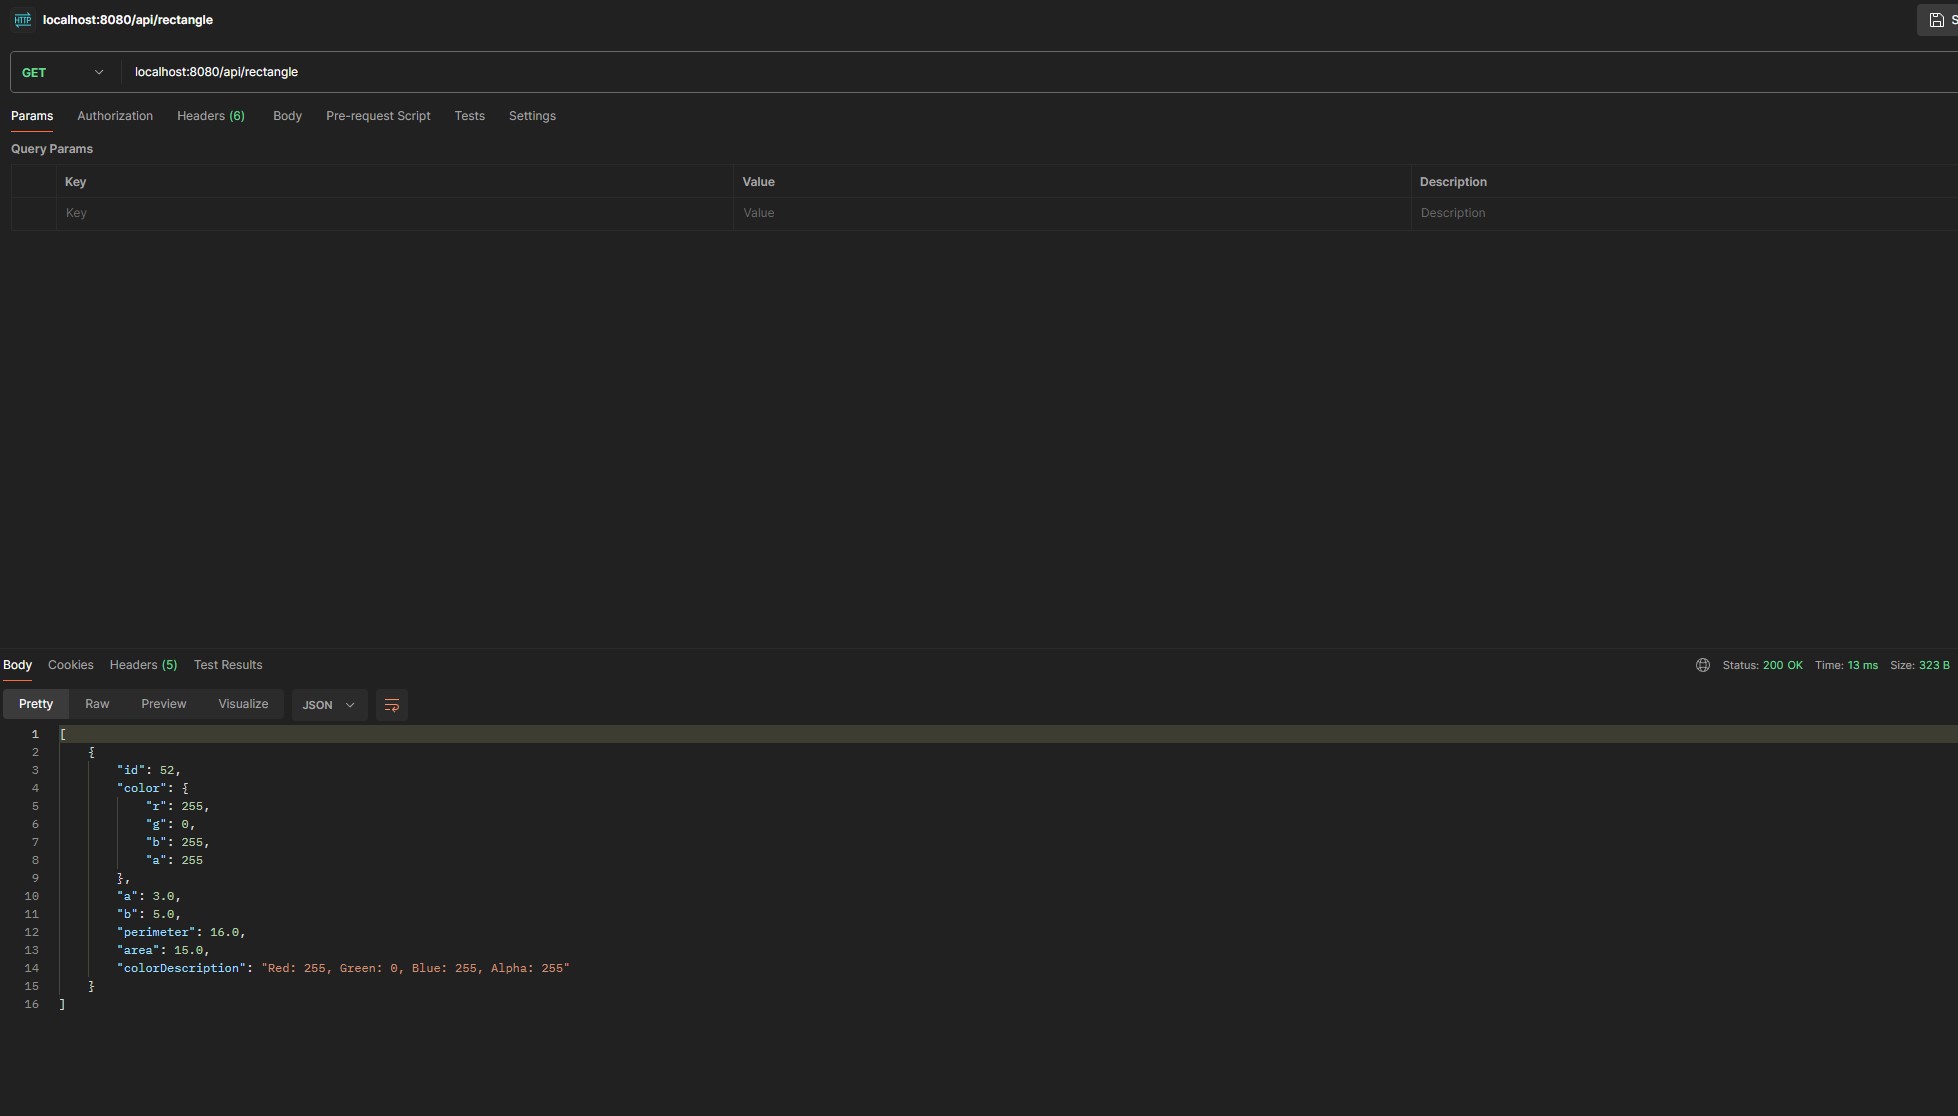 HTTP localhost:8080/api/rectangle S
GET localhost:8080/api/rectangle
Params Authorization Headers (6) Body Pre-request Script Tests Settings
Query Params
Key Value Description
Key Value Description
Body Cookies Headers (5) Test Results Status: 200 OK Time: 13 ms Size: 323 B
Pretty Raw Preview Visualize JSON
1 [
2 {
3 "id": 52,
4 "color": {
5 "r": 255,
6 "g": 0,
7 "b": 255,
8 "a": 255
9 },
10 "a": 3.0,
11 "b": 5.0,
12 "perimeter": 16.0,
13 "area": 15.0,
14 "colorDescription": "Red: 255, Green: 0, Blue: 255, Alpha: 255"
15 }
16 ]